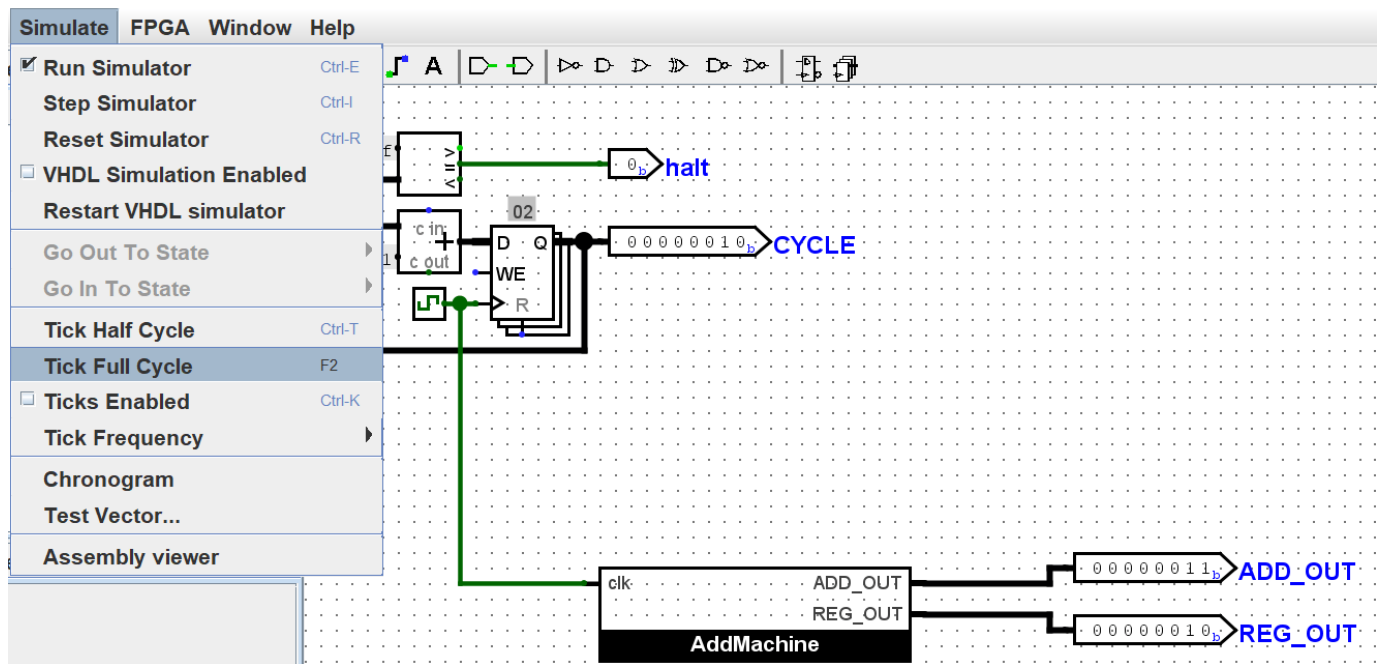 Simulate FPGA Window Help
Run Simulator Ctrl-E
A
Step Simulator Ctrl-I
Reset Simulator Ctrl-R
VHDL Simulation Enabled
Restart VHDL simulator
Go Out To State
Go In To State
Tick Half Cycle Ctrl-T
Tick Full Cycle F2
Ticks Enabled Ctrl-K
Tick Frequency
Chronogram
Test Vector...
Assembly viewer
f
>
=
<
0b halt
02
c in
+
1 c out
D Q
WE
R
00000010b CYCLE
clk ADD_OUT
REG_OUT
AddMachine
00000011b ADD_OUT
00000010b REG_OUT